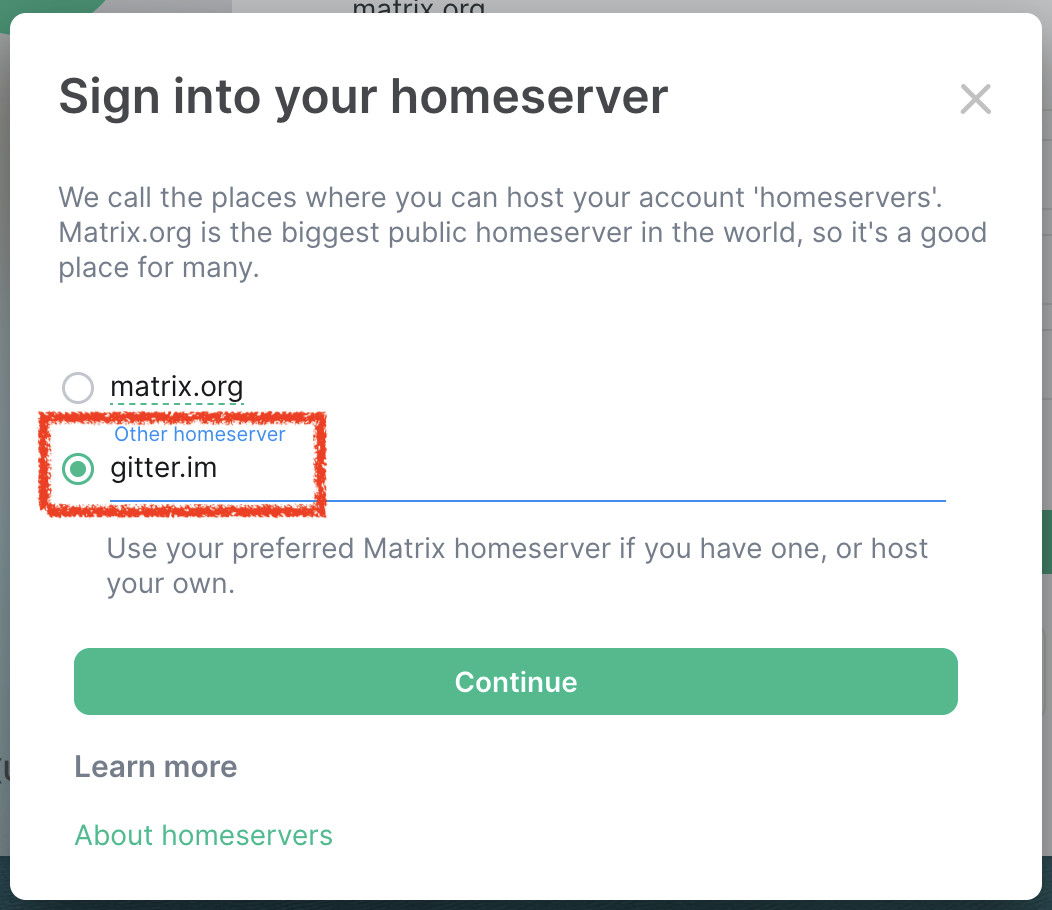 matrix.org
Sign into your homeserver
We call the places where you can host your account 'homeservers'.
Matrix.org is the biggest public homeserver in the world, so it's a good
place for many.
matrix.org
Other homeserver
gitter.im
Use your preferred Matrix homeserver if you have one, or host
your own.
Continue
Learn more
About homeservers